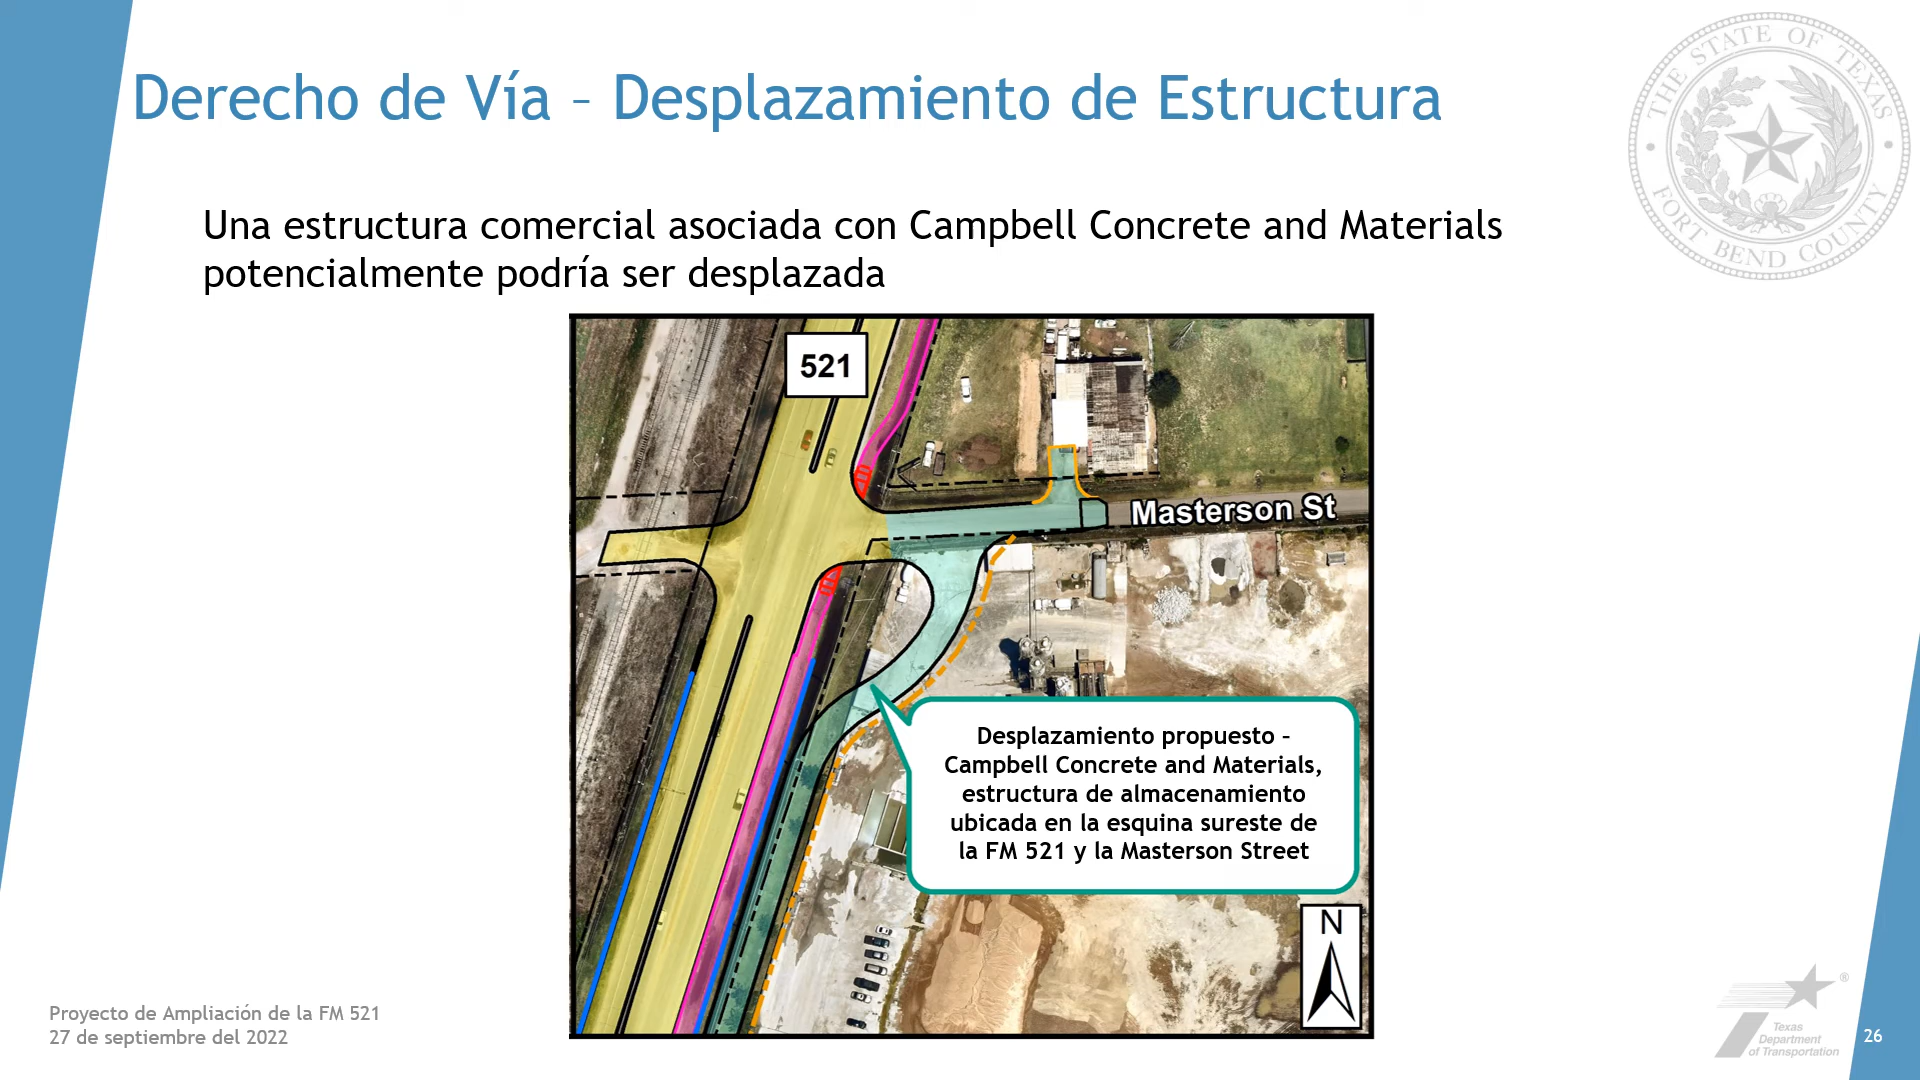 Derecho de Vía – Desplazamiento de Estructura
THE STATE OF TEXAS
FORT BEND COUNTY
Una estructura comercial asociada con Campbell Concrete and Materials
potencialmente podría ser desplazada
521
Masterson St
Desplazamiento propuesto –
Campbell Concrete and Materials,
estructura de almacenamiento
ubicada en la esquina sureste de
la FM 521 y la Masterson Street
N
Proyecto de Ampliación de la FM 521
27 de septiembre del 2022
®
Texas
Department
of Transportation
26